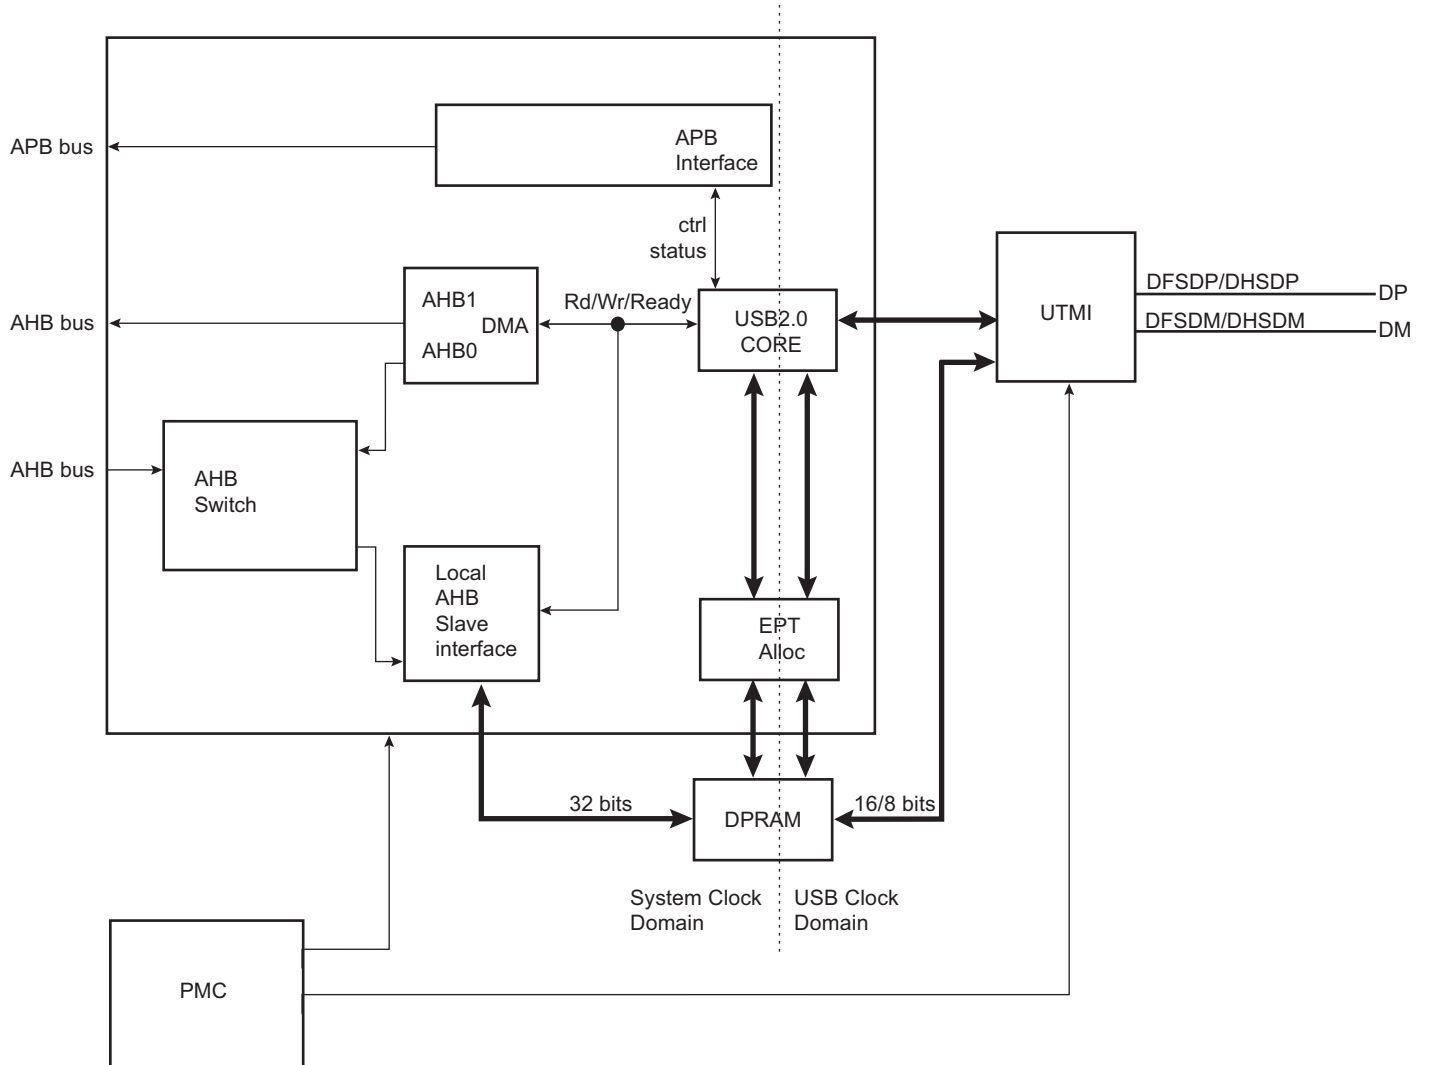 APB bus
APB
Interface
ctrl
status
AHB1
DMA
AHB0
Rd/Wr/Ready
USB2.0
CORE
UTMI
DFSDP/DHSDP
DP
DFSDM/DHSDM
DM
AHB bus
AHB bus
AHB
Switch
Local
AHB
Slave
interface
EPT
Alloc
32 bits
DPRAM
16/8 bits
System Clock
Domain
USB Clock
Domain
PMC